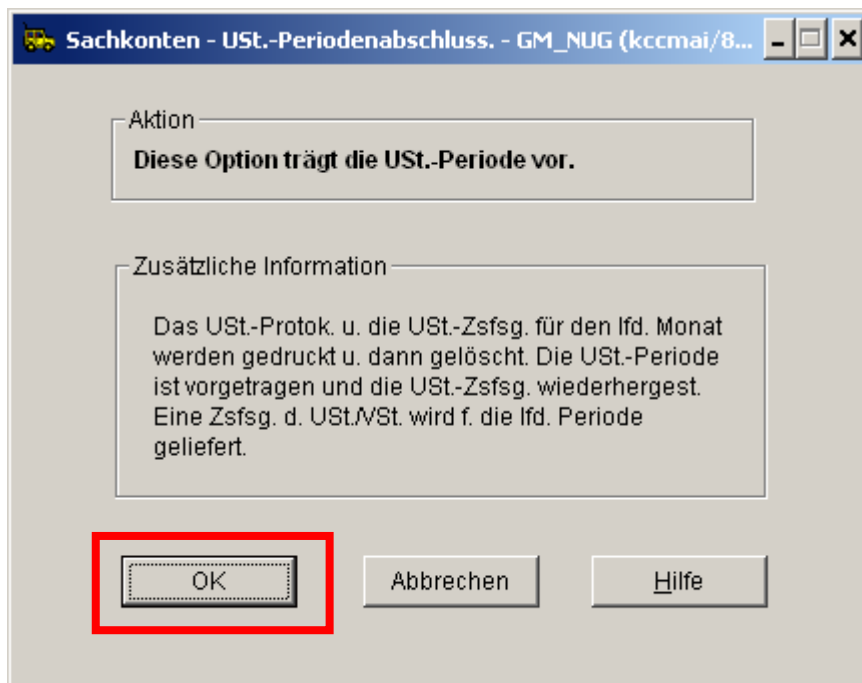 Sachkonten - USt.-Periodenabschluss. - GM_NUG (kccmai/8...
Aktion
Diese Option trägt die USt.-Periode vor.
Zusätzliche Information
Das USt.-Protok. u. die USt.-Zsfsg. für den lfd. Monat
werden gedruckt u. dann gelöscht. Die USt.-Periode
ist vorgetragen und die USt.-Zsfsg. wiederhergest.
Eine Zsfsg. d. USt./VSt. wird f. die lfd. Periode
geliefert.
OK
Abbrechen
Hilfe